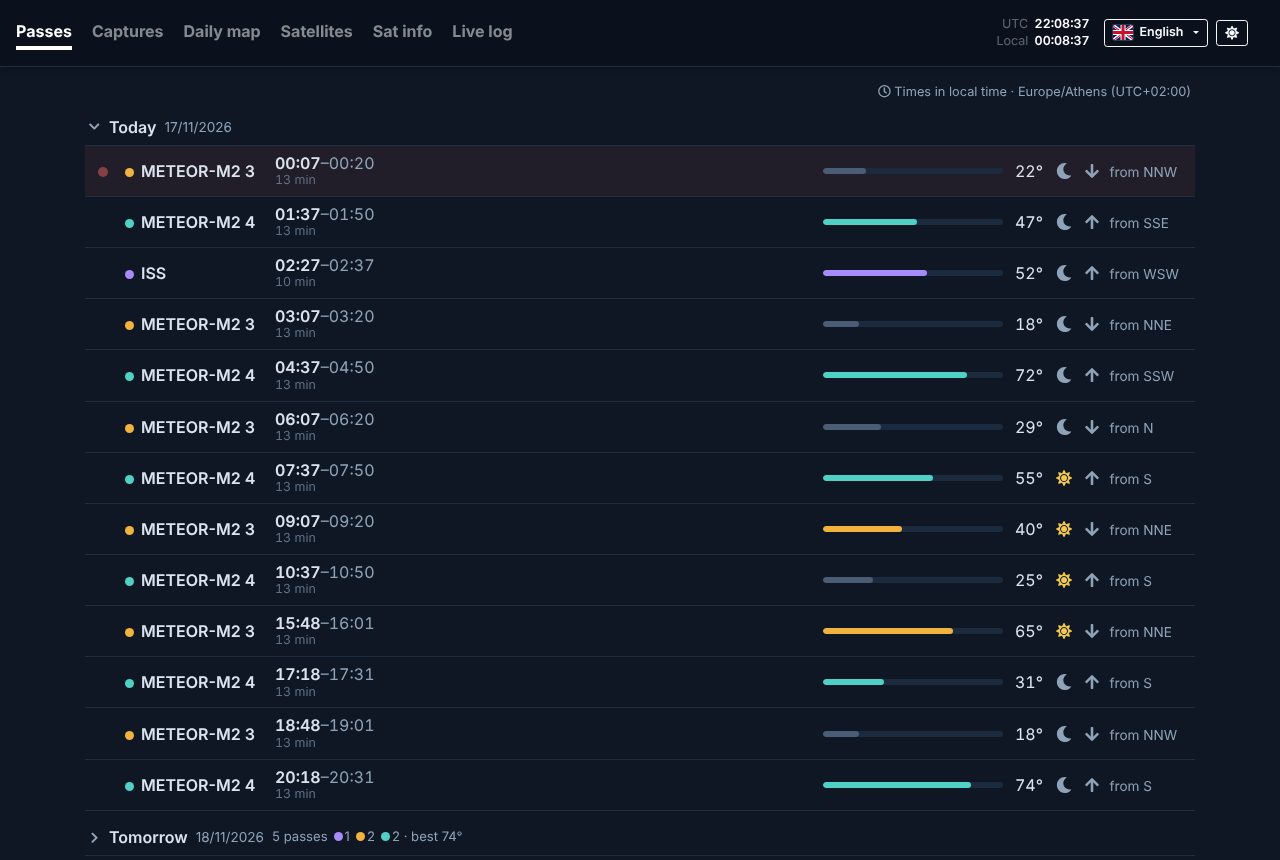 Passes Captures Daily map Satellites Sat info Live log
UTC 22:08:37
Local 00:08:37
English
Times in local time · Europe/Athens (UTC+02:00)
Today 17/11/2026
METEOR-M2 3 00:07–00:20 22° from NNW
13 min
METEOR-M2 4 01:37–01:50 47° from SSE
13 min
ISS 02:27–02:37 52° from WSW
10 min
METEOR-M2 3 03:07–03:20 18° from NNE
13 min
METEOR-M2 4 04:37–04:50 72° from SSW
13 min
METEOR-M2 3 06:07–06:20 29° from N
13 min
METEOR-M2 4 07:37–07:50 55° from S
13 min
METEOR-M2 3 09:07–09:20 40° from NNE
13 min
METEOR-M2 4 10:37–10:50 25° from S
13 min
METEOR-M2 3 15:48–16:01 65° from NNE
13 min
METEOR-M2 4 17:18–17:31 31° from S
13 min
METEOR-M2 3 18:48–19:01 18° from NNW
13 min
METEOR-M2 4 20:18–20:31 74° from S
13 min
Tomorrow 18/11/2026 5 passes 1 2 2 · best 74°